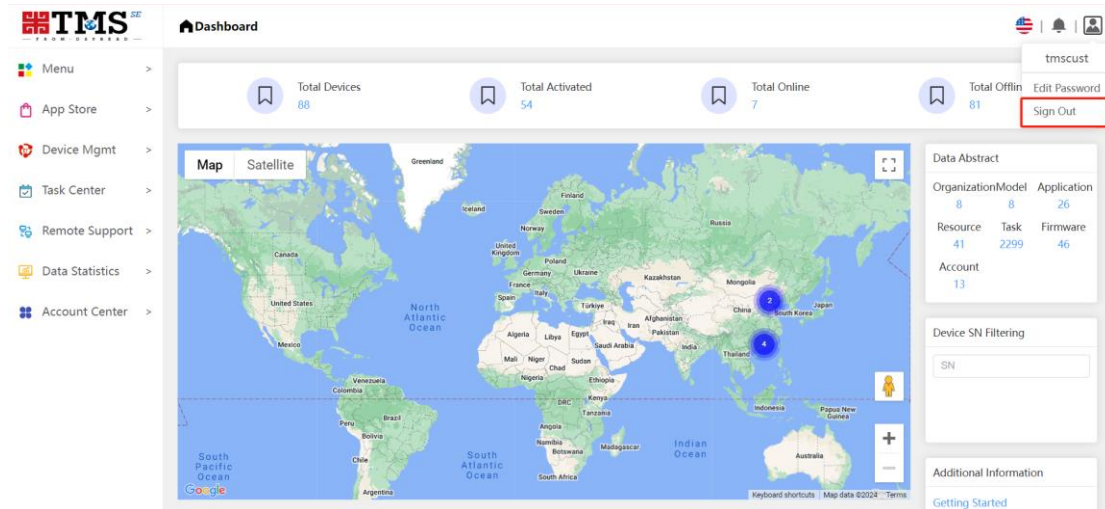 TMS SE
Dashboard
tmscust
Edit Password
Sign Out
Menu >
App Store >
Device Mgmt >
Task Center >
Remote Support >
Data Statistics >
Account Center >
Total Devices
88
Total Activated
54
Total Online
7
Total Offlin
81
Map
Satellite
Greenland
Iceland
Finland
Sweden
Norway
Russia
United
Kingdom
Poland
Germany
Ukraine
France
Kazakhstan
Mongolia
Spain
Italy
Türkiye
China
South Korea
Japan
Canada
United States
North
Atlantic
Ocean
Mexico
Algeria
Libya
Egypt
Iraq
Iran
Afghanistan
Pakistan
Saudi Arabia
India
Thailand
Mali
Niger
Chad
Sudan
Nigeria
Ethiopia
Venezuela
Colombia
DRC
Kenya
Tanzania
Indonesia
Papua New
Guinea
Peru
Brazil
Bolivia
Angola
Namibia
Botswana
Madagascar
Chile
South
Pacific
Ocean
South
Atlantic
Ocean
South Africa
Indian
Ocean
Australia
Argentina
2
4
Google
Keyboard shortcuts
Map data ©2024
Terms
Data Abstract
Organization Model Application
8 8 26
Resource Task Firmware
41 2299 46
Account
13
Device SN Filtering
SN
Additional Information
Getting Started